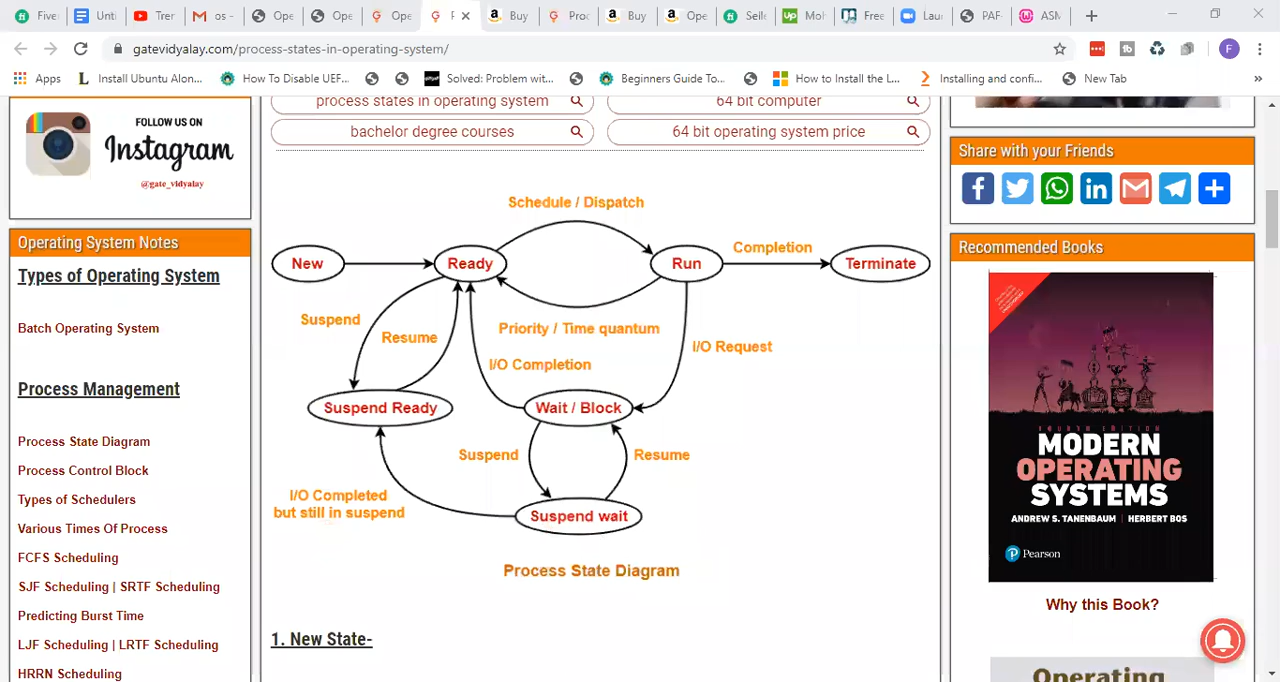 Five
Unti
Trer
os -
Ope
Ope
Ope
F
Buy
Proc
Buy
Ope
Selle
Moh
Free
Lau
PAF-
ASM
gatevidyalay.com/process-states-in-operating-system/
F
Apps
Install Ubuntu Alon...
How To Disable UEF...
Solved: Problem wit...
Beginners Guide To...
How to Install the L...
Installing and confi...
New Tab
»
FOLLOW US ON
Instagram
@gate_vidyalay
Operating System Notes
Types of Operating System
Batch Operating System
Process Management
Process State Diagram
Process Control Block
Types of Schedulers
Various Times Of Process
FCFS Scheduling
SJF Scheduling | SRTF Scheduling
Predicting Burst Time
LJF Scheduling | LRTF Scheduling
HRRN Scheduling
process states in operating system
64 bit computer
bachelor degree courses
64 bit operating system price
Schedule / Dispatch
New
Ready
Run
Completion
Terminate
Suspend
Resume
Priority / Time quantum
I/O Request
I/O Completion
Suspend Ready
Wait / Block
Suspend
Resume
I/O Completed
but still in suspend
Suspend wait
Process State Diagram
1. New State-
Share with your Friends
Recommended Books
FOURTH EDITION
MODERN
OPERATING
SYSTEMS
ANDREW S. TANENBAUM | HERBERT BOS
Pearson
Why this Book?
Operating